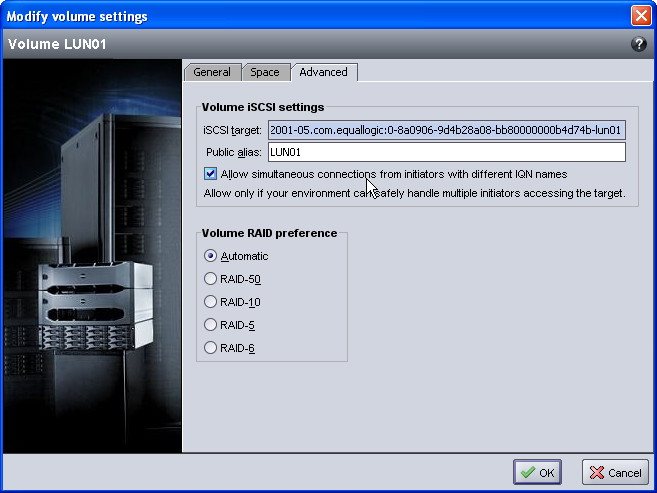 Modify volume settings
Volume LUN01
?
General Space Advanced
Volume iSCSI settings
iSCSI target: 2001-05.com.equallogic:0-8a0906-9d4b28a08-bb80000000b4d74b-lun01
Public alias: LUN01
Allow simultaneous connections from initiators with different IQN names
Allow only if your environment can safely handle multiple initiators accessing the target.
Volume RAID preference
Automatic
RAID-50
RAID-10
RAID-5
RAID-6
OK Cancel